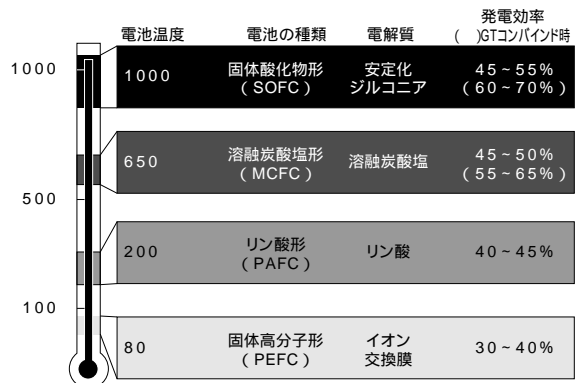 電池温度 電池の種類 電解質 発電効率
( )GTコンバインド時
1000
1000 固体酸化物形 安定化 45~55%
(SOFC) ジルコニア (60~70%)
650 溶融炭酸塩形 溶融炭酸塩 45~50%
(MCFC) (55~65%)
500
200 リン酸形 リン酸 40~45%
(PAFC)
100
80 固体高分子形 イオン 30~40%
(PEFC) 交換膜